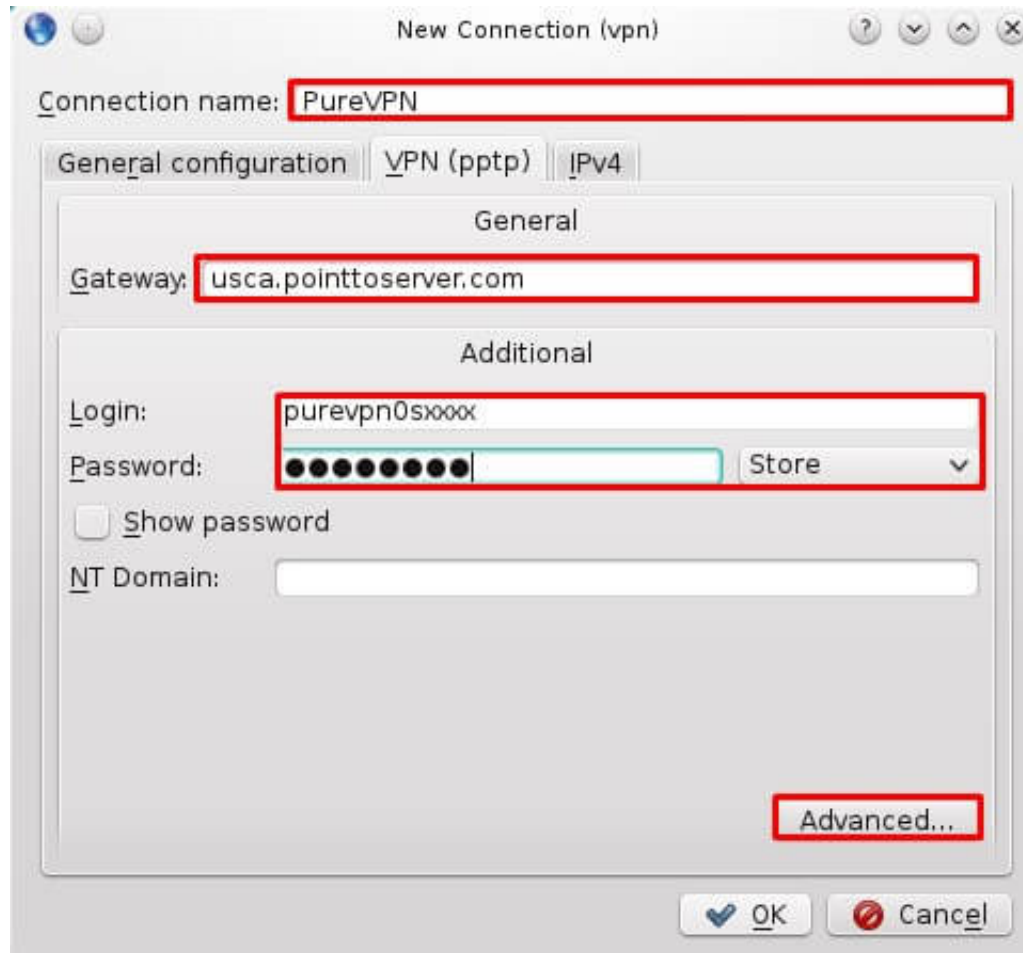 New Connection (vpn)
Connection name: PureVPN
General configuration VPN (pptp) IPv4
General
Gateway: usca.pointtoserver.com
Additional
Login: purevpn0sxxxx
Password: ●●●●●●●● Store
Show password
NT Domain:
Advanced...
OK Cancel